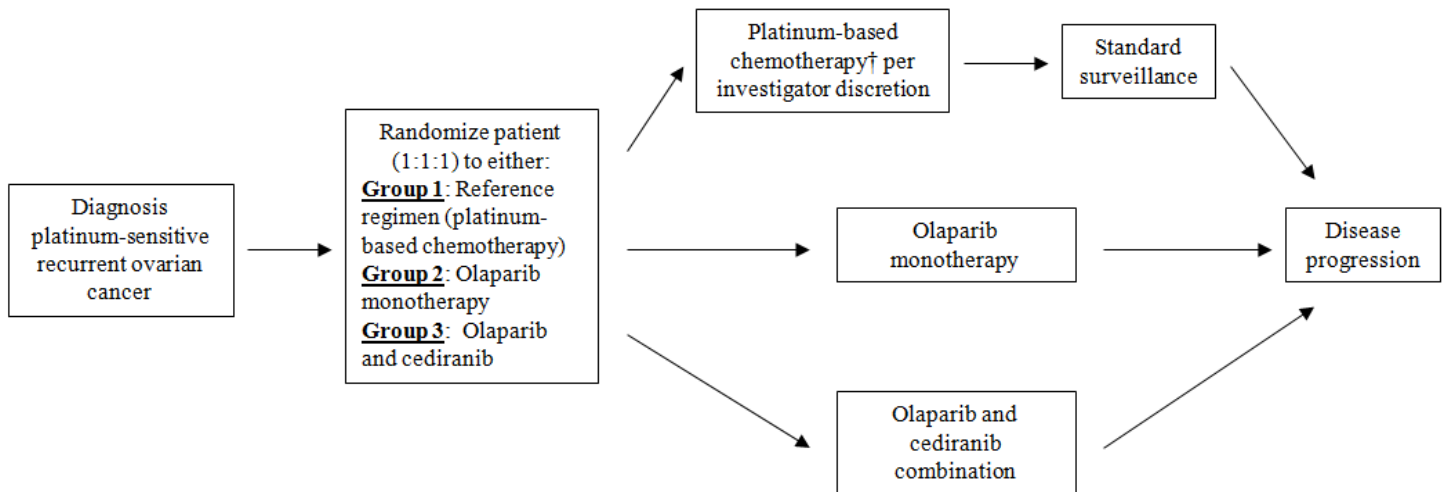 Diagnosis
platinum-sensitive
recurrent ovarian
cancer
Randomize patient
(1:1:1) to either:
Group 1: Reference
regimen (platinum-
based chemotherapy)
Group 2: Olaparib
monotherapy
Group 3: Olaparib
and cediranib
Platinum-based
chemotherapy† per
investigator discretion
Standard
surveillance
Olaparib
monotherapy
Olaparib and
cediranib
combination
Disease
progression